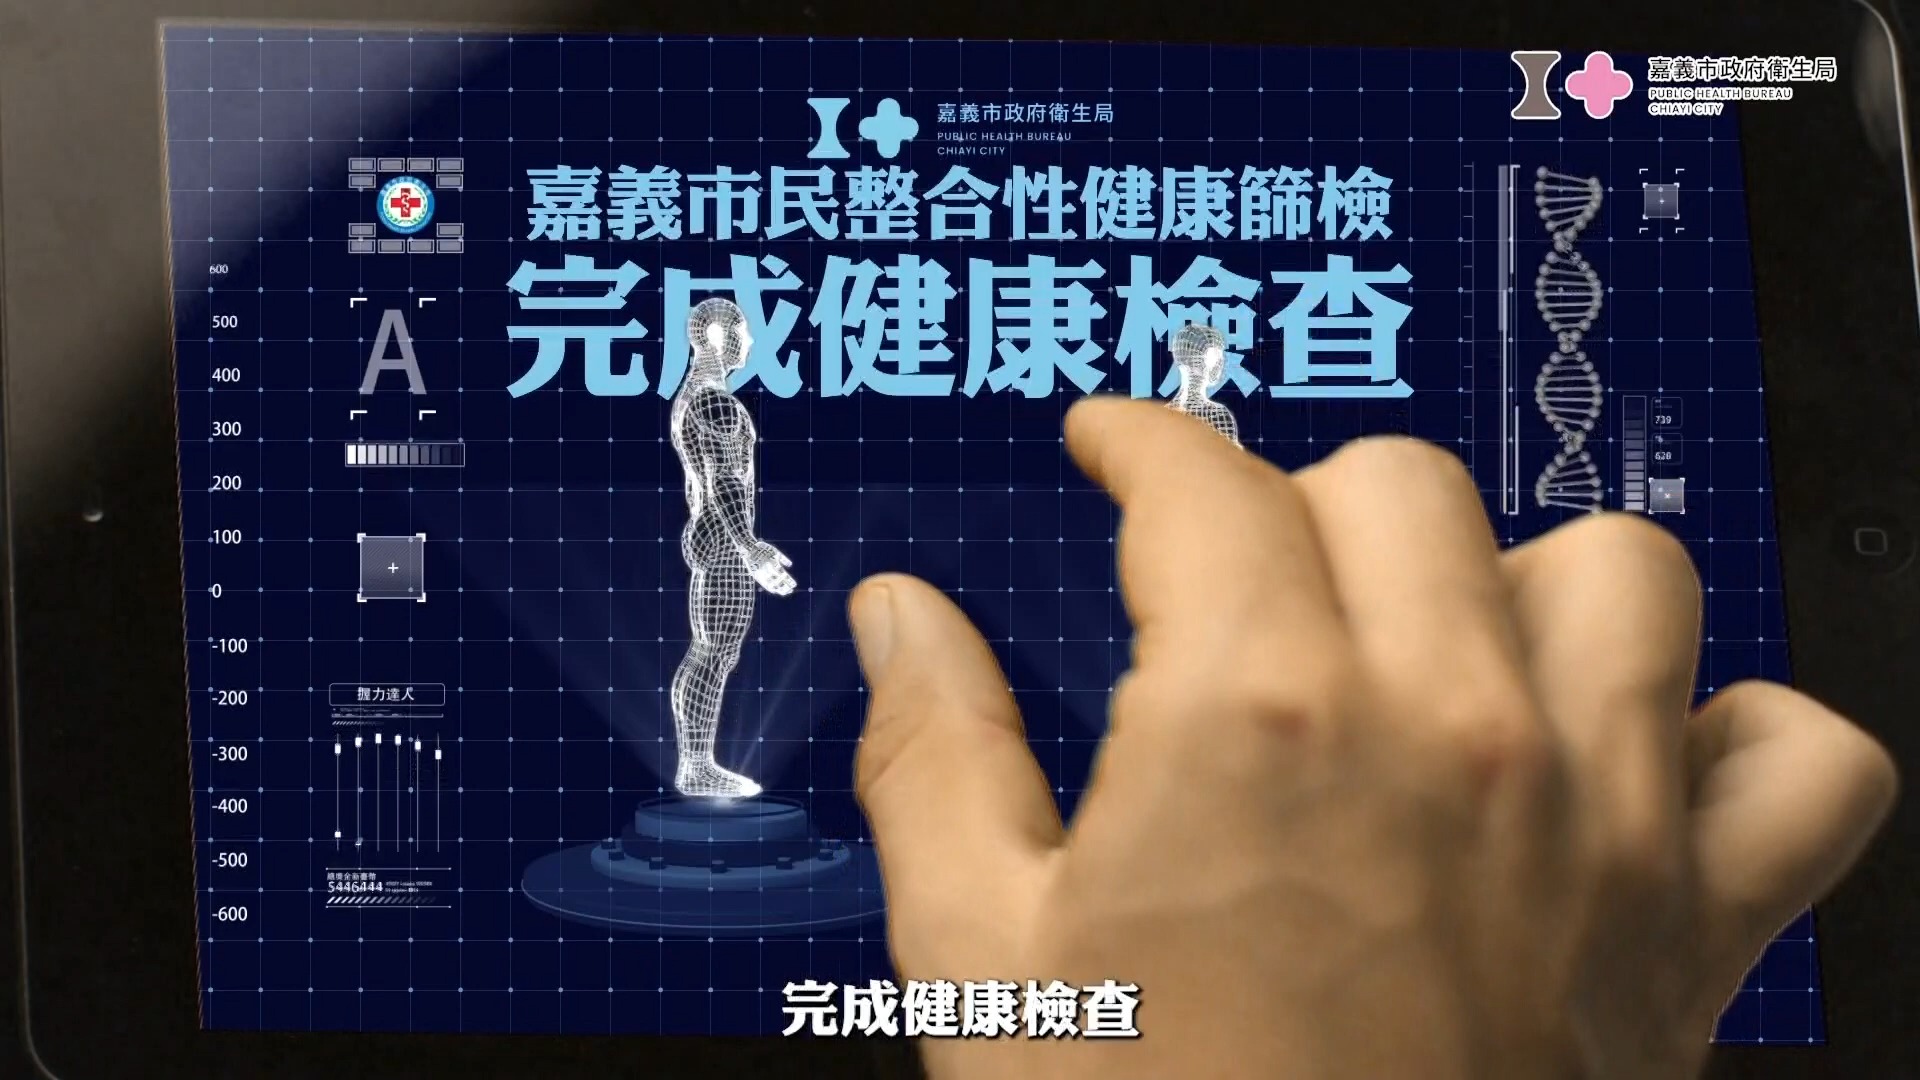 嘉義市政府衛生局
PUBLIC HEALTH BUREAU
CHIAYI CITY
嘉義市政府衛生局
PUBLIC HEALTH BUREAU
CHIAYI CITY
嘉義市民整合性健康篩檢
完成健康檢查
A
600
500
400
300
200
100
0
-100
-200
-300
-400
-500
-600
739
628
握力達人
5446444
完成健康檢查